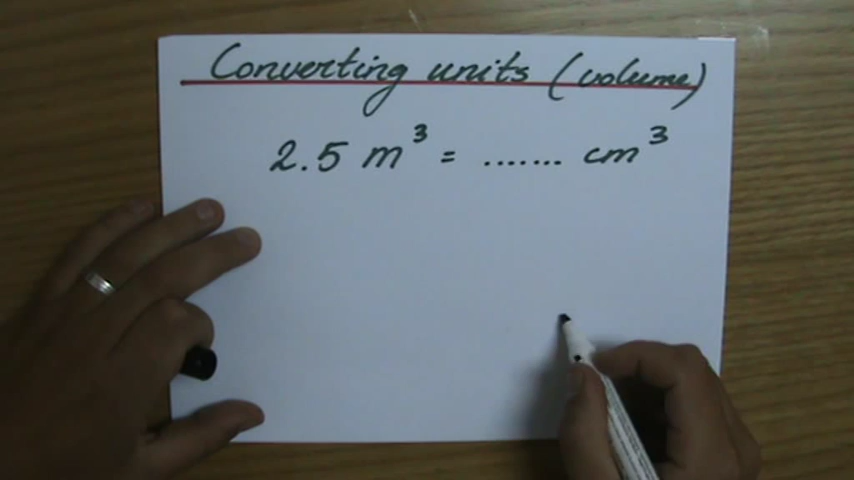 Converting units (volume)
2.5 m³ = ....... cm³